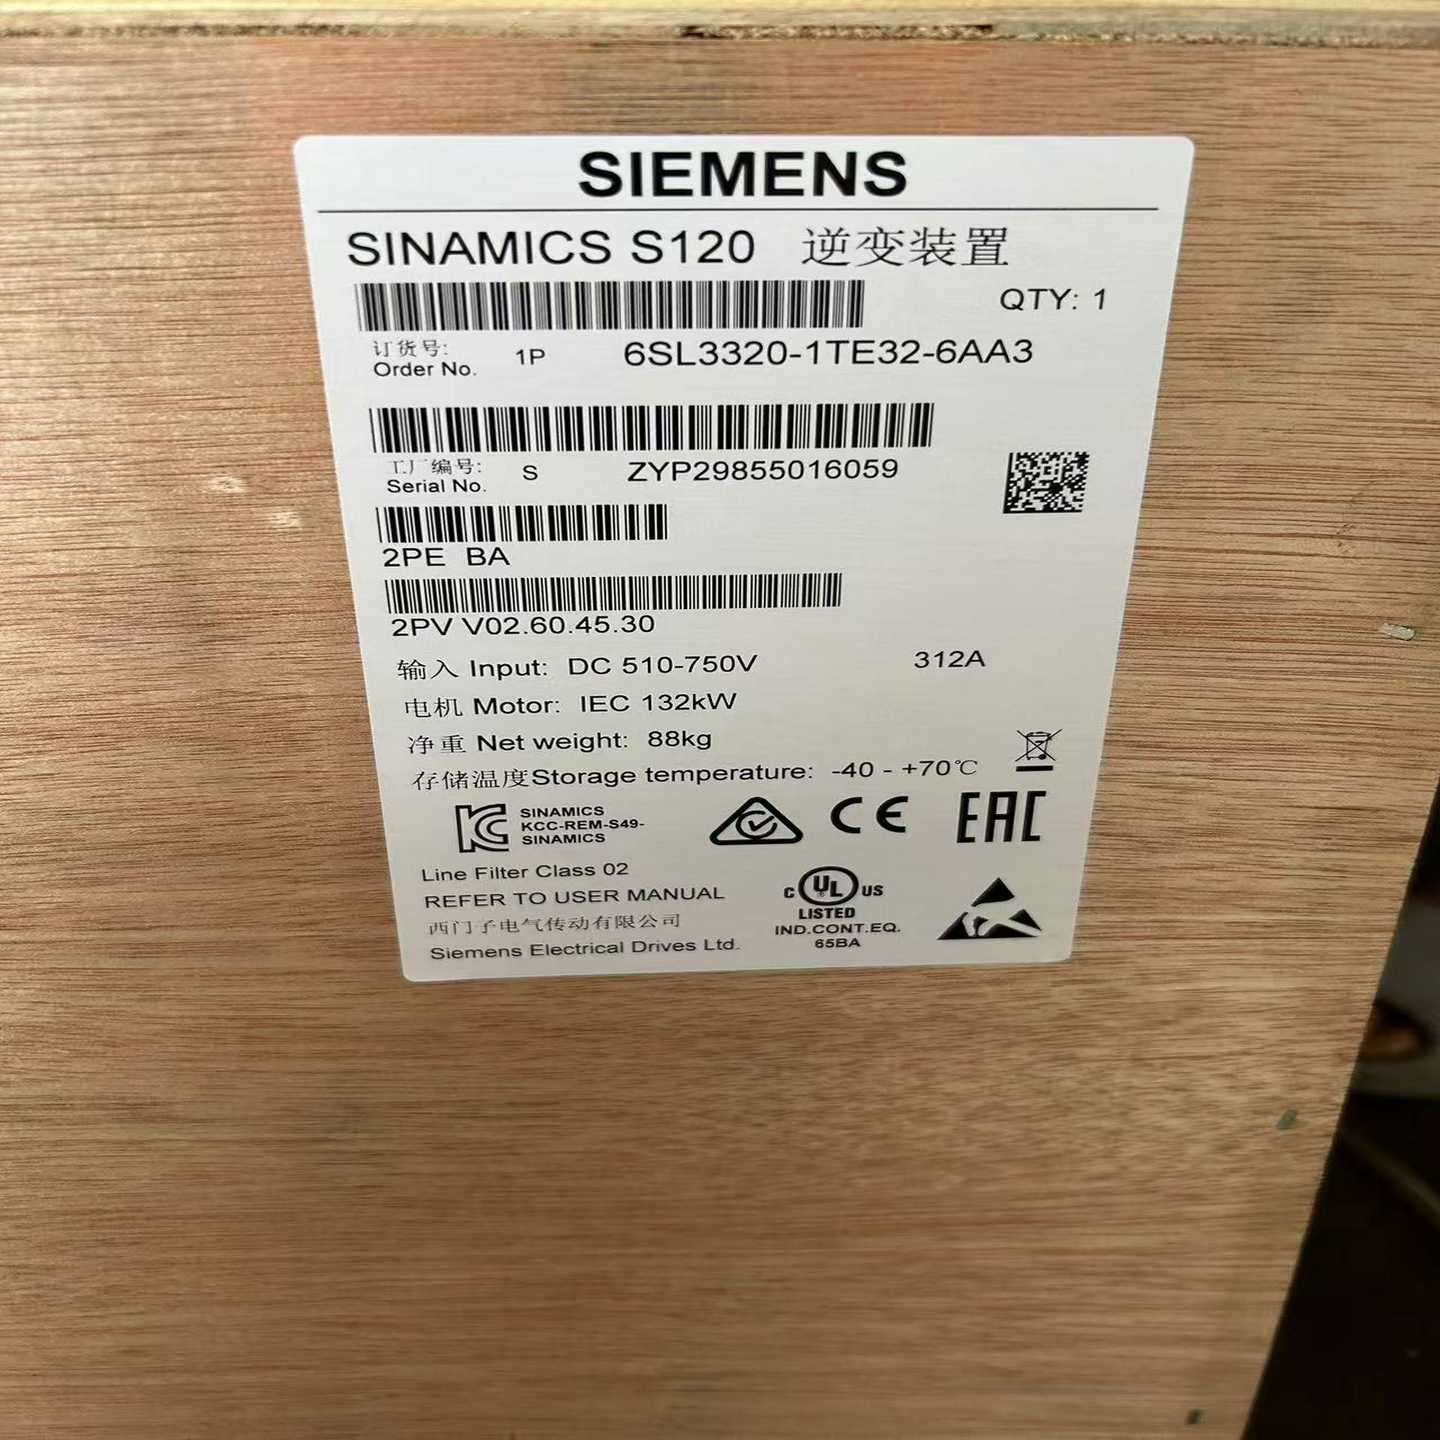 SIEMENS
SINAMICS S120 逆变装置
QTY: 1
订货号:
Order No. 1P 6SL3320-1TE32-6AA3
工厂编号:
Serial No. S ZYP29855016059
2PE BA
2PV V02.60.45.30
输入 Input: DC 510-750V 312A
电机 Motor: IEC 132kW
净重 Net weight: 88kg
存储温度Storage temperature: -40 - +70℃
SINAMICS
KCC-REM-S49-
SINAMICS
CE
EAC
Line Filter Class 02
REFER TO USER MANUAL
西门子电气传动有限公司
Siemens Electrical Drives Ltd.
C UL US
LISTED
IND.CONT.EQ.
65BA